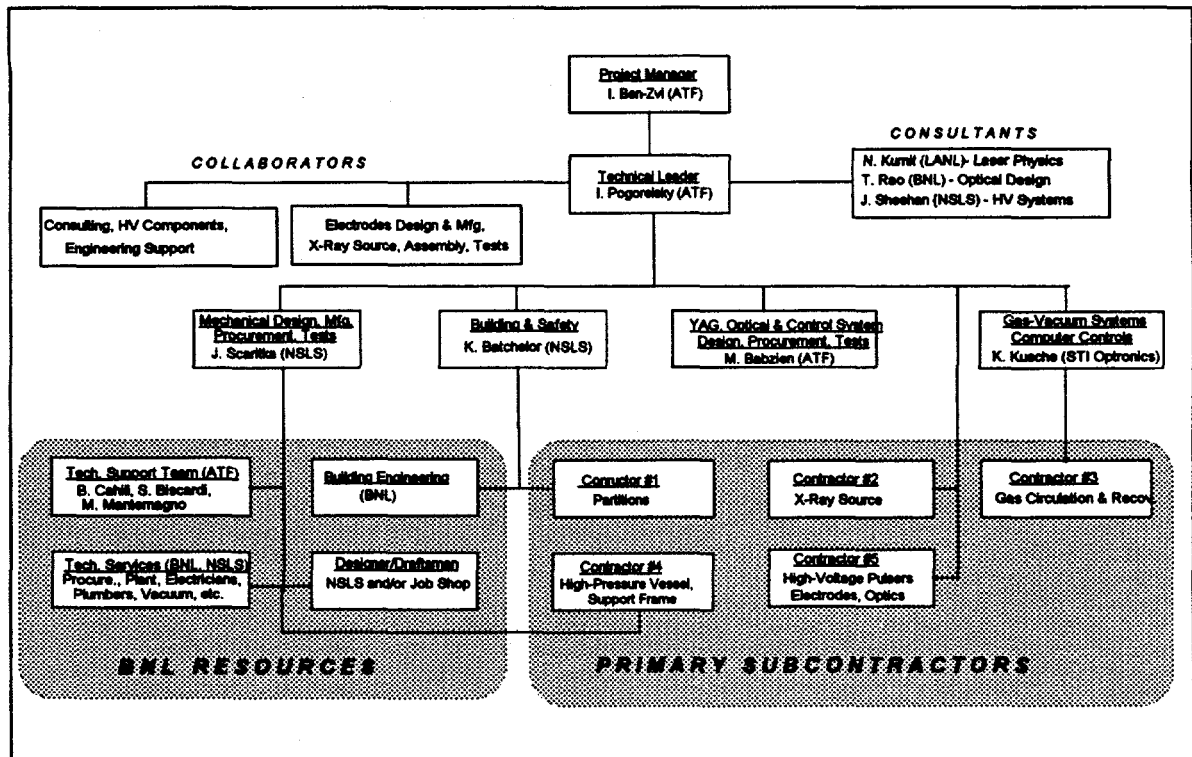 Project Manager
I. Ben-Zvi (ATF)
CONSULTANTS
N. Kurnit (LANL)- Laser Physics
T. Rao (BNL) - Optical Design
J. Sheehan (NSLS) - HV Systems
COLLABORATORS
Technical Leader
I. Pogorelsky (ATF)
Consulting, HV Components,
Engineering Support
Electrodes Design & Mfg,
X-Ray Source, Assembly, Tests
Mechanical Design, Mfg,
Procurement, Tests
J. Scaritka (NSLS)
Building & Safety
K. Batchelor (NSLS)
YAG, Optical & Control System
Design, Procurement, Tests
M. Babzien (ATF)
Gas-Vacuum Systems
Computer Controls
K. Kusche (STI Optronics)
Tech. Support Team (ATF)
B. Cahill, S. Biscardi,
M. Montemagno
Building Engineering
(BNL)
Conructor #1
Partitions
Contractor #2
X-Ray Source
Contractor #3
Gas Circulation & Recov
Tech. Services (BNL, NSLS)
Procure., Plant, Electricians,
Plumbers, Vacuum, etc.
Designer/Draftsman
NSLS and/or Job Shop
Contractor #4
High-Pressure Vessel,
Support Frame
Contractor #5
High-Voltage Pulsers
Electrodes, Optics
BNL RESOURCES
PRIMARY SUBCONTRACTORS